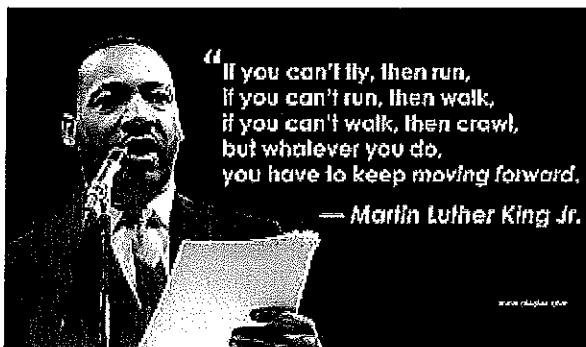 “If you can't fly, then run,
if you can't run, then walk,
if you can't walk, then crawl,
but whatever you do,
you have to keep moving forward.
— Martin Luther King Jr.